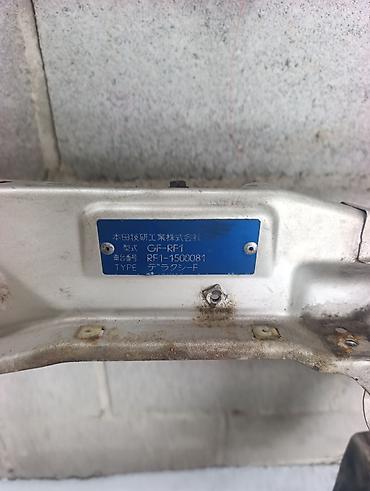 本田技研工業株式会社
型式 GF-RF1
車台番号 RF1-1500081
TYPE デラクシーF